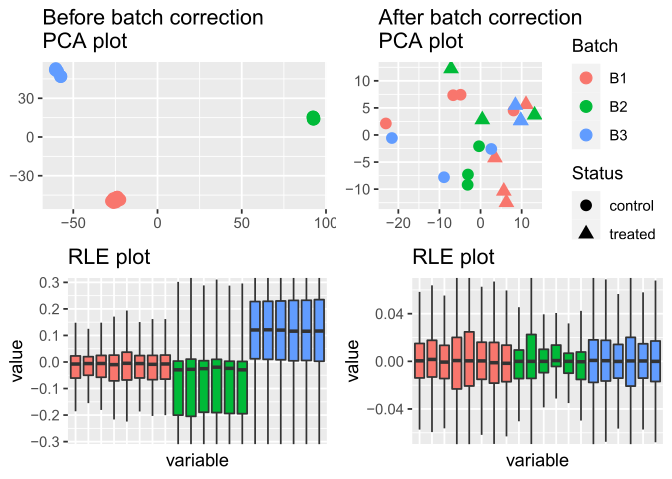 Before batch correction
PCA plot
30
0
−30
−50
0
50
100
After batch correction
PCA plot
10
5
0
−5
−10
−20
−10
0
10
Batch
B1
B2
B3
Status
control
treated
RLE plot
value
0.3
0.2
0.1
0.0
−0.1
−0.2
−0.3
variable
RLE plot
value
0.04
0.00
−0.04
variable